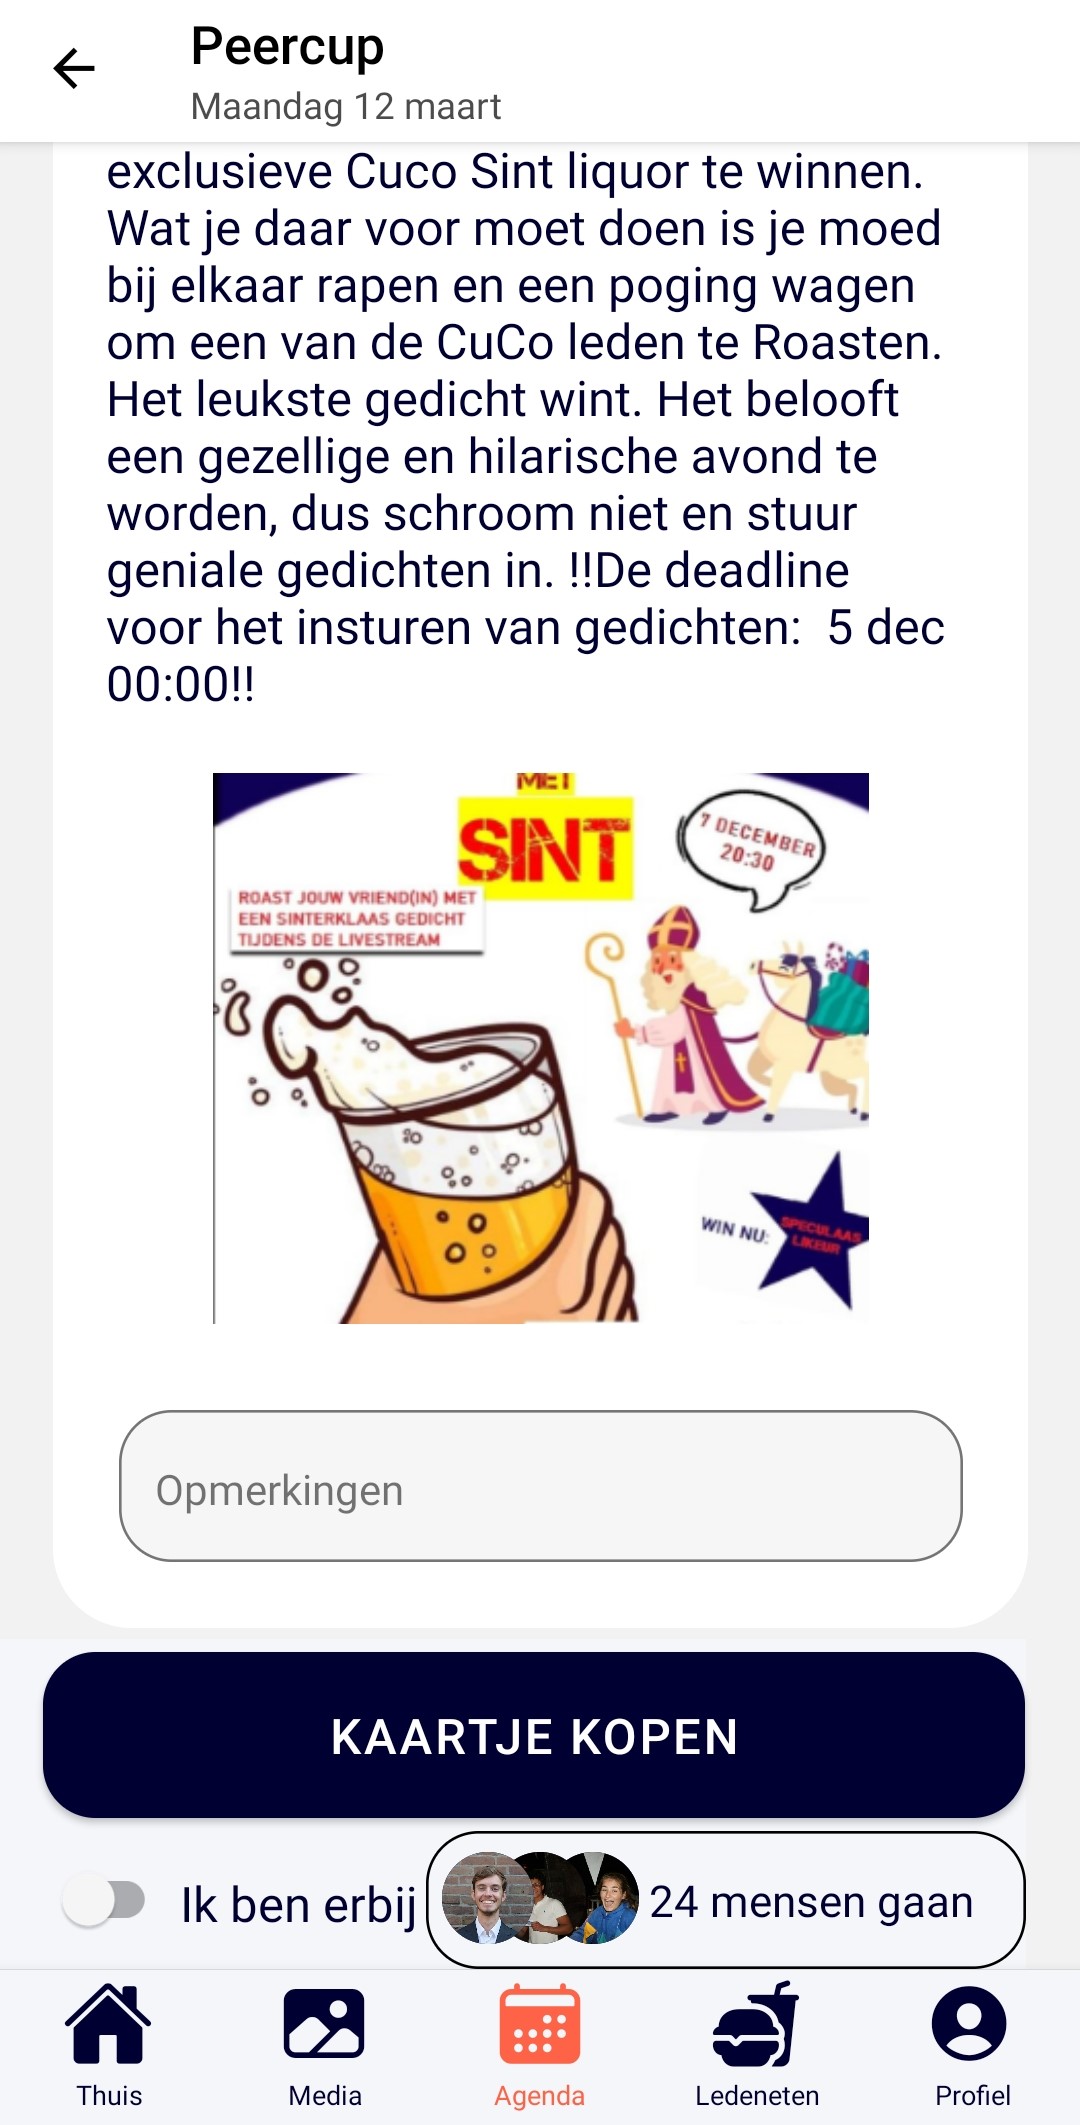 Peercup
Maandag 12 maart
exclusieve Cuco Sint liquor te winnen.
Wat je daar voor moet doen is je moed
bij elkaar rapen en een poging wagen
om een van de CuCo leden te Roasten.
Het leukste gedicht wint. Het belooft
een gezellige en hilarische avond te
worden, dus schroom niet en stuur
geniale gedichten in. !!De deadline
voor het insturen van gedichten:  5 dec
00:00!!
MET
SINT
7 DECEMBER
20:30
ROAST JOUW VRIEND(IN) MET
EEN SINTERKLAAS GEDICHT
TIJDENS DE LIVESTREAM
WIN NU:
SPECULAAS
LIKEUR
Opmerkingen
KAARTJE KOPEN
Ik ben erbij
24 mensen gaan
Thuis
Media
Agenda
Ledeneten
Profiel